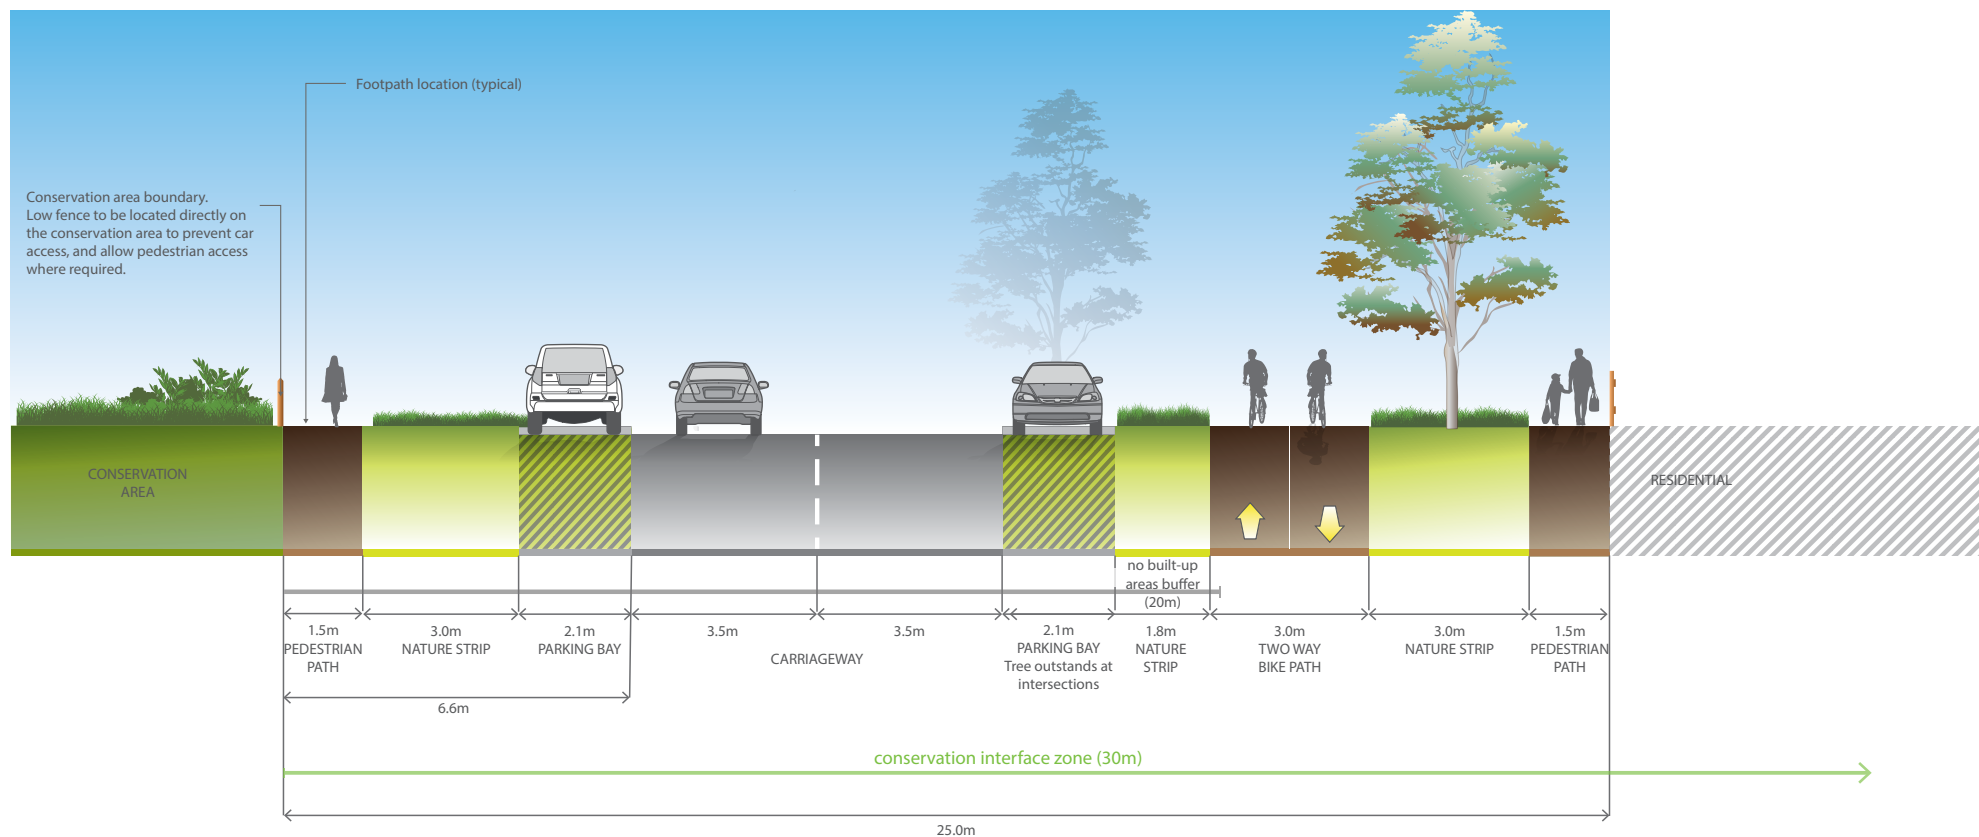 Footpath location (typical)
Conservation area boundary.
Low fence to be located directly on
the conservation area to prevent car
access, and allow pedestrian access
where required.
CONSERVATION
AREA
RESIDENTIAL
no built-up
areas buffer
(20m)
1.5m
PEDESTRIAN
PATH
3.0m
NATURE STRIP
2.1m
PARKING BAY
3.5m
3.5m
CARRIAGEWAY
2.1m
PARKING BAY
Tree outstands at
intersections
1.8m
NATURE
STRIP
3.0m
TWO WAY
BIKE PATH
3.0m
NATURE STRIP
1.5m
PEDESTRIAN
PATH
6.6m
conservation interface zone (30m)
25.0m